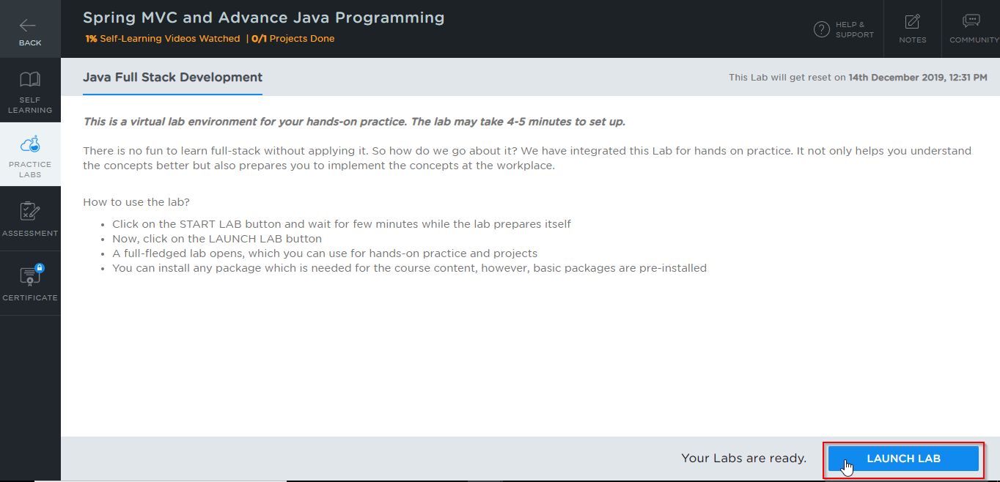 BACK
Spring MVC and Advance Java Programming
1% Self-Learning Videos Watched | 0/1 Projects Done
HELP &
SUPPORT
NOTES
COMMUNITY
SELF
LEARNING
PRACTICE
LABS
ASSESSMENT
CERTIFICATE
Java Full Stack Development
This Lab will get reset on 14th December 2019, 12:31 PM
This is a virtual lab environment for your hands-on practice. The lab may take 4-5 minutes to set up.
There is no fun to learn full-stack without applying it. So how do we go about it? We have integrated this Lab for hands on practice. It not only helps you understand
the concepts better but also prepares you to implement the concepts at the workplace.
How to use the lab?
• Click on the START LAB button and wait for few minutes while the lab prepares itself
• Now, click on the LAUNCH LAB button
• A full-fledged lab opens, which you can use for hands-on practice and projects
• You can install any package which is needed for the course content, however, basic packages are pre-installed
Your Labs are ready.
LAUNCH LAB